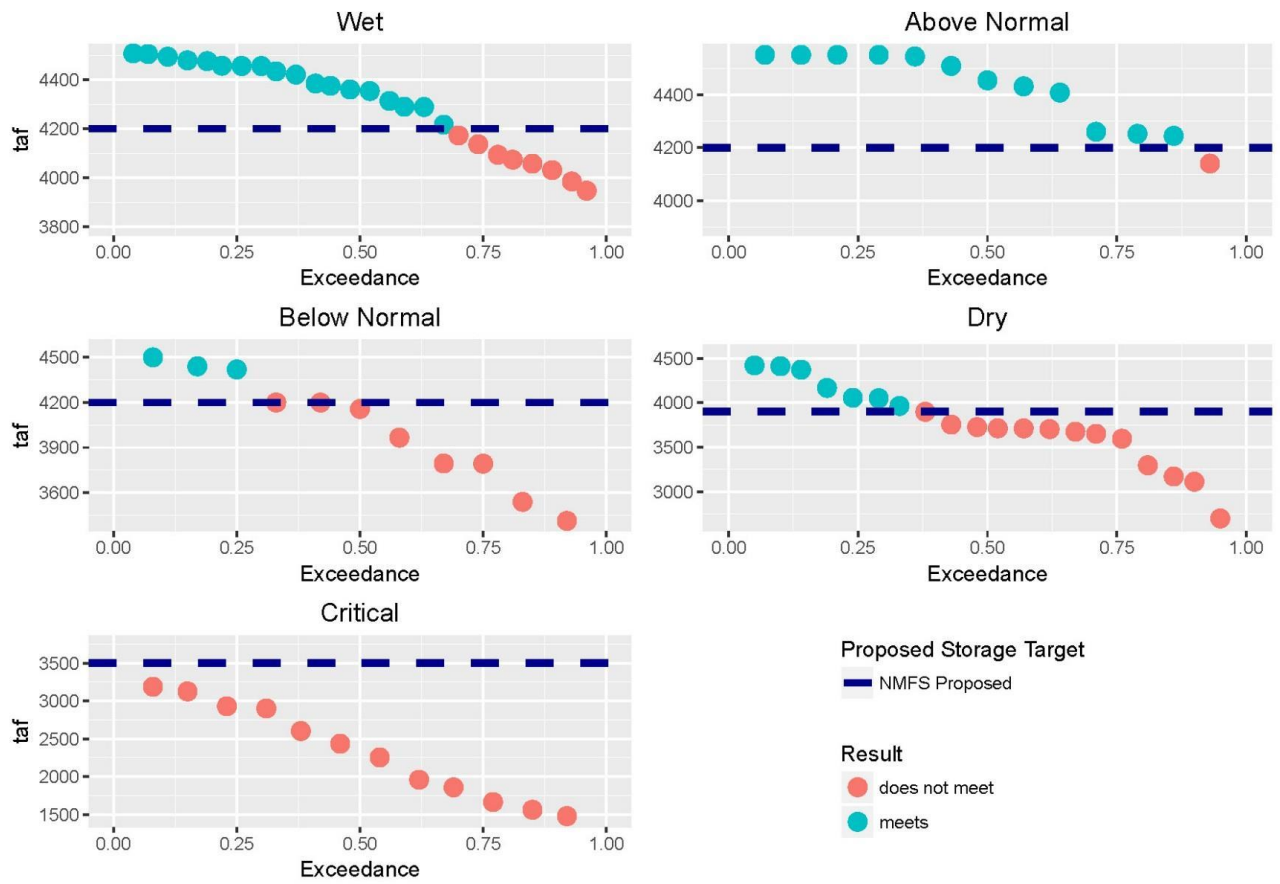 Wet
taf
4400
4200
4000
3800
0.00 0.25 0.50 0.75 1.00
Exceedance
Above Normal
4400
4200
4000
0.00 0.25 0.50 0.75 1.00
Exceedance
Below Normal
taf
4500
4200
3900
3600
0.00 0.25 0.50 0.75 1.00
Exceedance
Dry
4500
4000
3500
3000
0.00 0.25 0.50 0.75 1.00
Exceedance
Critical
taf
3500
3000
2500
2000
1500
0.00 0.25 0.50 0.75 1.00
Exceedance
Proposed Storage Target
NMFS Proposed
Result
does not meet
meets